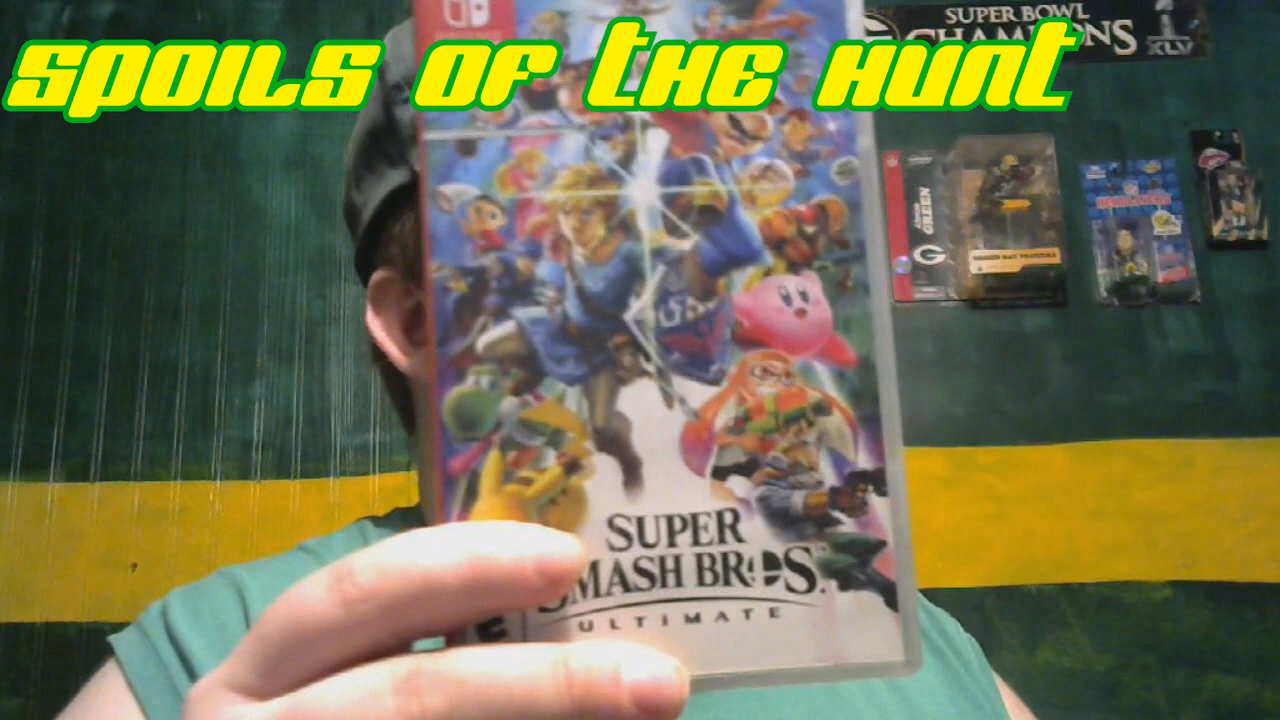 SPOILS OF THE HUNT
SUPER BOWL
CHAMPIONS
XLV
GREEN
G
SUPER
SMASH BROS.
ULTIMATE